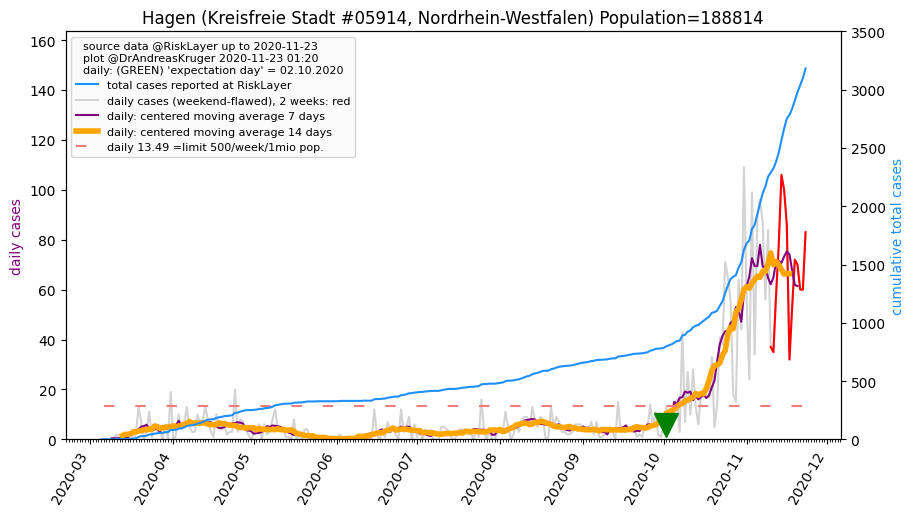 Hagen (Kreisfreie Stadt #05914, Nordrhein-Westfalen) Population=188814
source data @RiskLayer up to 2020-11-23
plot @DrAndreasKruger 2020-11-23 01:20
daily: (GREEN) 'expectation day' = 02.10.2020
total cases reported at RiskLayer
daily cases (weekend-flawed), 2 weeks: red
daily: centered moving average 7 days
daily: centered moving average 14 days
daily 13.49 =limit 500/week/1mio pop.
daily cases
160
140
120
100
80
60
40
20
0
3500
3000
2500
2000
1500
1000
500
0
cumulative total cases
2020-03
2020-04
2020-05
2020-06
2020-07
2020-08
2020-09
2020-10
2020-11
2020-12